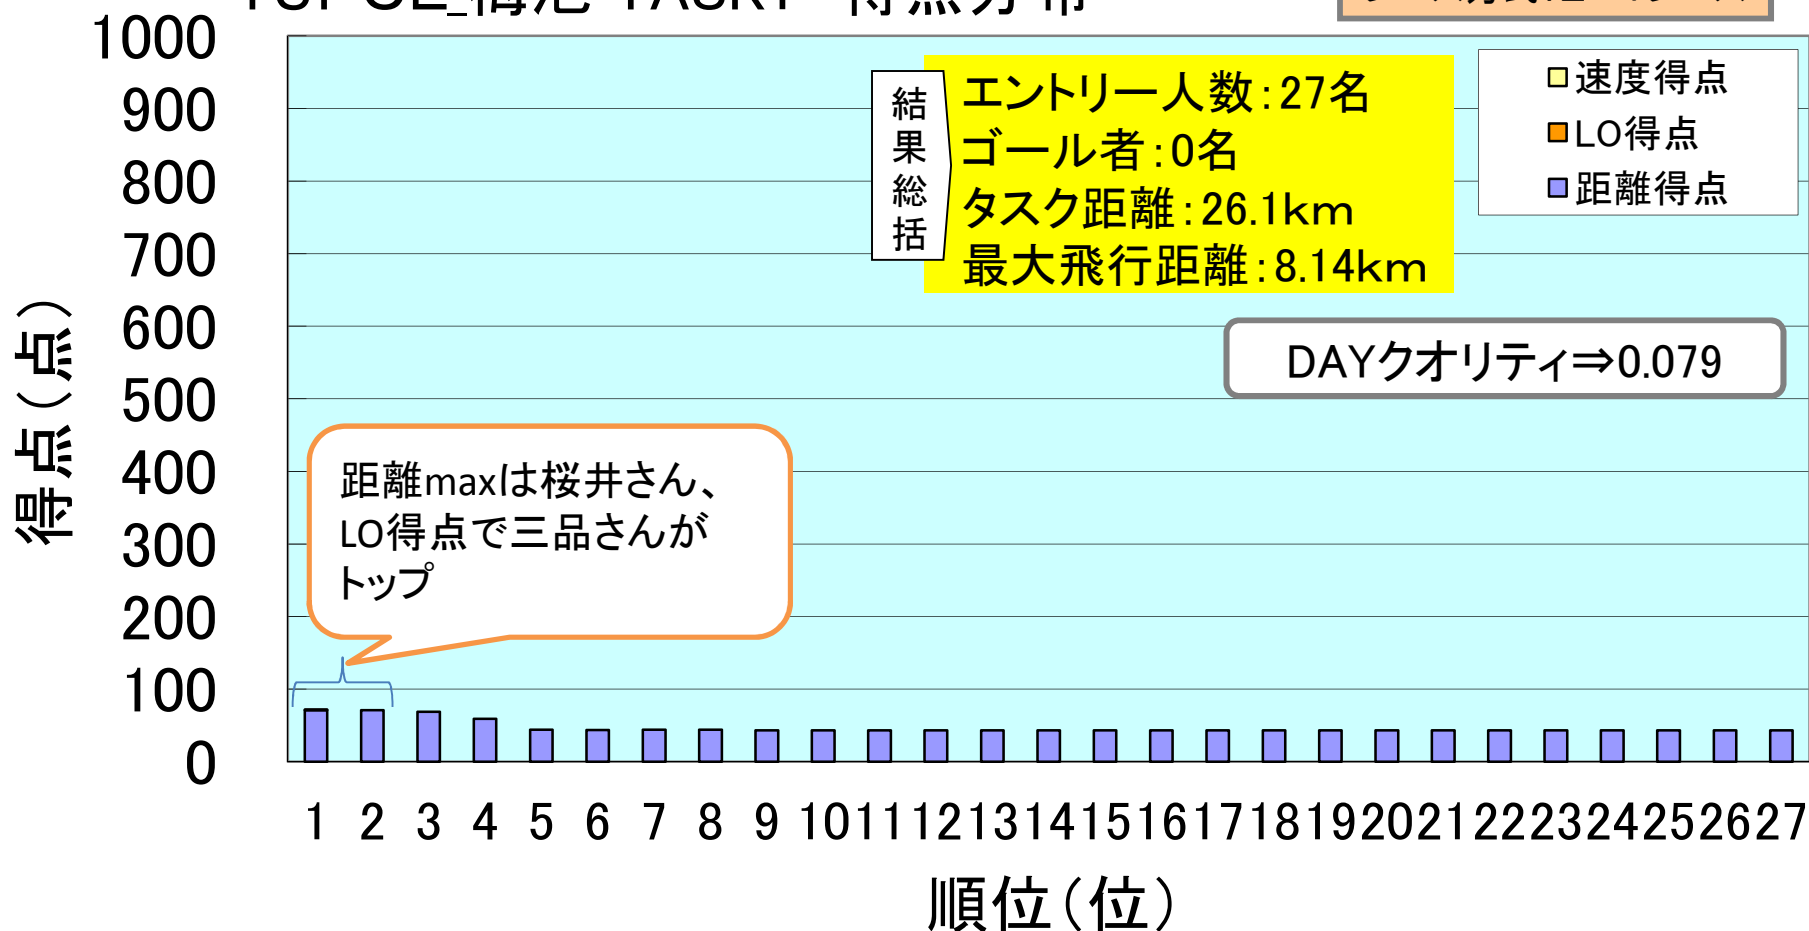 TASK1 得点分布
1000
900
800
700
600
500
400
300
200
100
0
得点（点）
結果総括
エントリー人数：27名
ゴール者：0名
タスク距離：26.1km
最大飛行距離：8.14km
速度得点
LO得点
距離得点
DAYクオリティ⇒0.079
距離maxは桜井さん、
LO得点で三品さんが
トップ
1 2 3 4 5 6 7 8 9 10 11 12 13 14 15 16 17 18 19 20 21 22 23 24 25 26 27
順位（位）